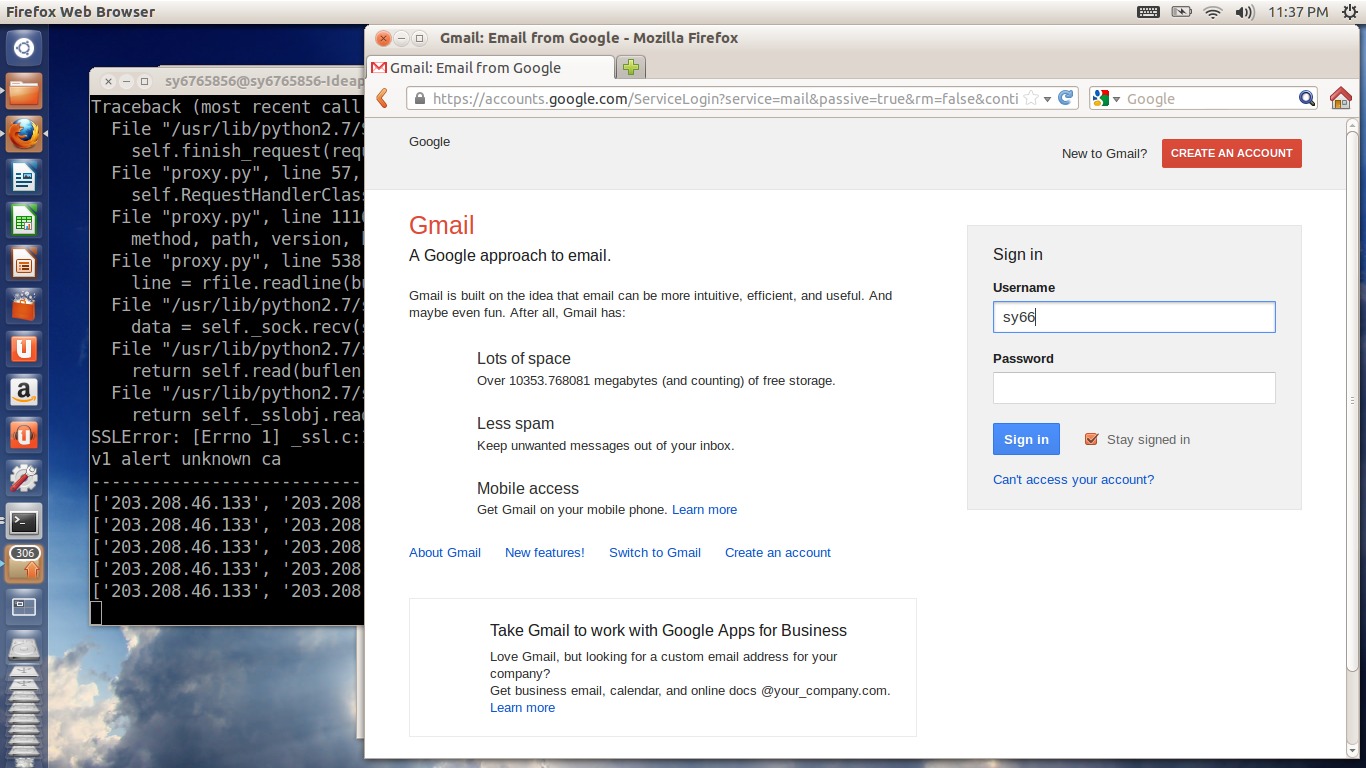 Firefox Web Browser
11:37 PM
Gmail: Email from Google - Mozilla Firefox
sy6765856@sy6765856-Ideap
Gmail: Email from Google
https://accounts.google.com/ServiceLogin?service=mail&passive=true&rm=false&conti
Google
Traceback (most recent call
File "/usr/lib/python2.7/S
self.finish_request(requ
File "proxy.py", line 57,
self.RequestHandlerClass
File "proxy.py", line 1116
method, path, version,
File "proxy.py", line 538
line = rfile.readline(bu
File "/usr/lib/python2.7/s
data = self._sock.recv(s
File "/usr/lib/python2.7/s
return self.read(buflen
File "/usr/lib/python2.7/s
return self._sslobj.read
SSLError: [Errno 1] _ssl.c:
v1 alert unknown ca
----------------------------
['203.208.46.133', '203.208
['203.208.46.133', '203.208
['203.208.46.133', '203.208
['203.208.46.133', '203.208
['203.208.46.133', '203.208
306
Google
New to Gmail?
CREATE AN ACCOUNT
Gmail
A Google approach to email.
Gmail is built on the idea that email can be more intuitive, efficient, and useful. And
maybe even fun. After all, Gmail has:
Lots of space
Over 10353.768081 megabytes (and counting) of free storage.
Less spam
Keep unwanted messages out of your inbox.
Mobile access
Get Gmail on your mobile phone. Learn more
About Gmail New features! Switch to Gmail Create an account
Take Gmail to work with Google Apps for Business
Love Gmail, but looking for a custom email address for your
company?
Get business email, calendar, and online docs @your_company.com.
Learn more
Sign in
Username
sy66
Password
Sign in
Stay signed in
Can't access your account?